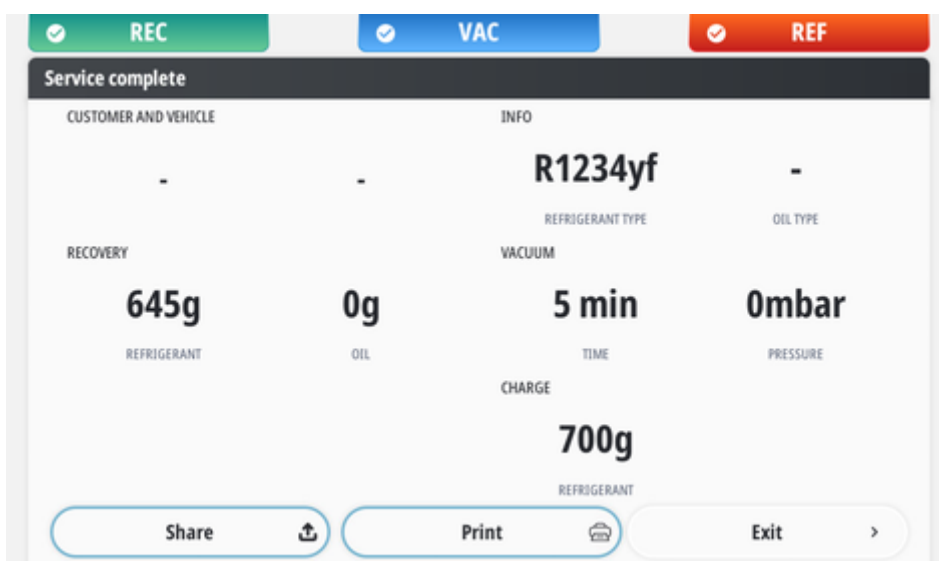 REC VAC REF
Service complete
CUSTOMER AND VEHICLE INFO
- - R1234yf -
REFRIGERANT TYPE OIL TYPE
RECOVERY VACUUM
645g 0g 5 min 0mbar
REFRIGERANT OIL TIME PRESSURE
CHARGE
700g
REFRIGERANT
Share Print Exit